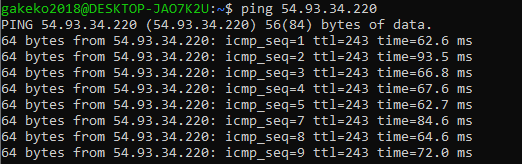 gakeko2018@DESKTOP-JAO7K2U:~$ ping 54.93.34.220
PING 54.93.34.220 (54.93.34.220) 56(84) bytes of data.
64 bytes from 54.93.34.220: icmp_seq=1 ttl=243 time=62.6 ms
64 bytes from 54.93.34.220: icmp_seq=2 ttl=243 time=93.5 ms
64 bytes from 54.93.34.220: icmp_seq=3 ttl=243 time=66.8 ms
64 bytes from 54.93.34.220: icmp_seq=4 ttl=243 time=67.6 ms
64 bytes from 54.93.34.220: icmp_seq=5 ttl=243 time=62.7 ms
64 bytes from 54.93.34.220: icmp_seq=7 ttl=243 time=84.6 ms
64 bytes from 54.93.34.220: icmp_seq=8 ttl=243 time=64.6 ms
64 bytes from 54.93.34.220: icmp_seq=9 ttl=243 time=72.0 ms